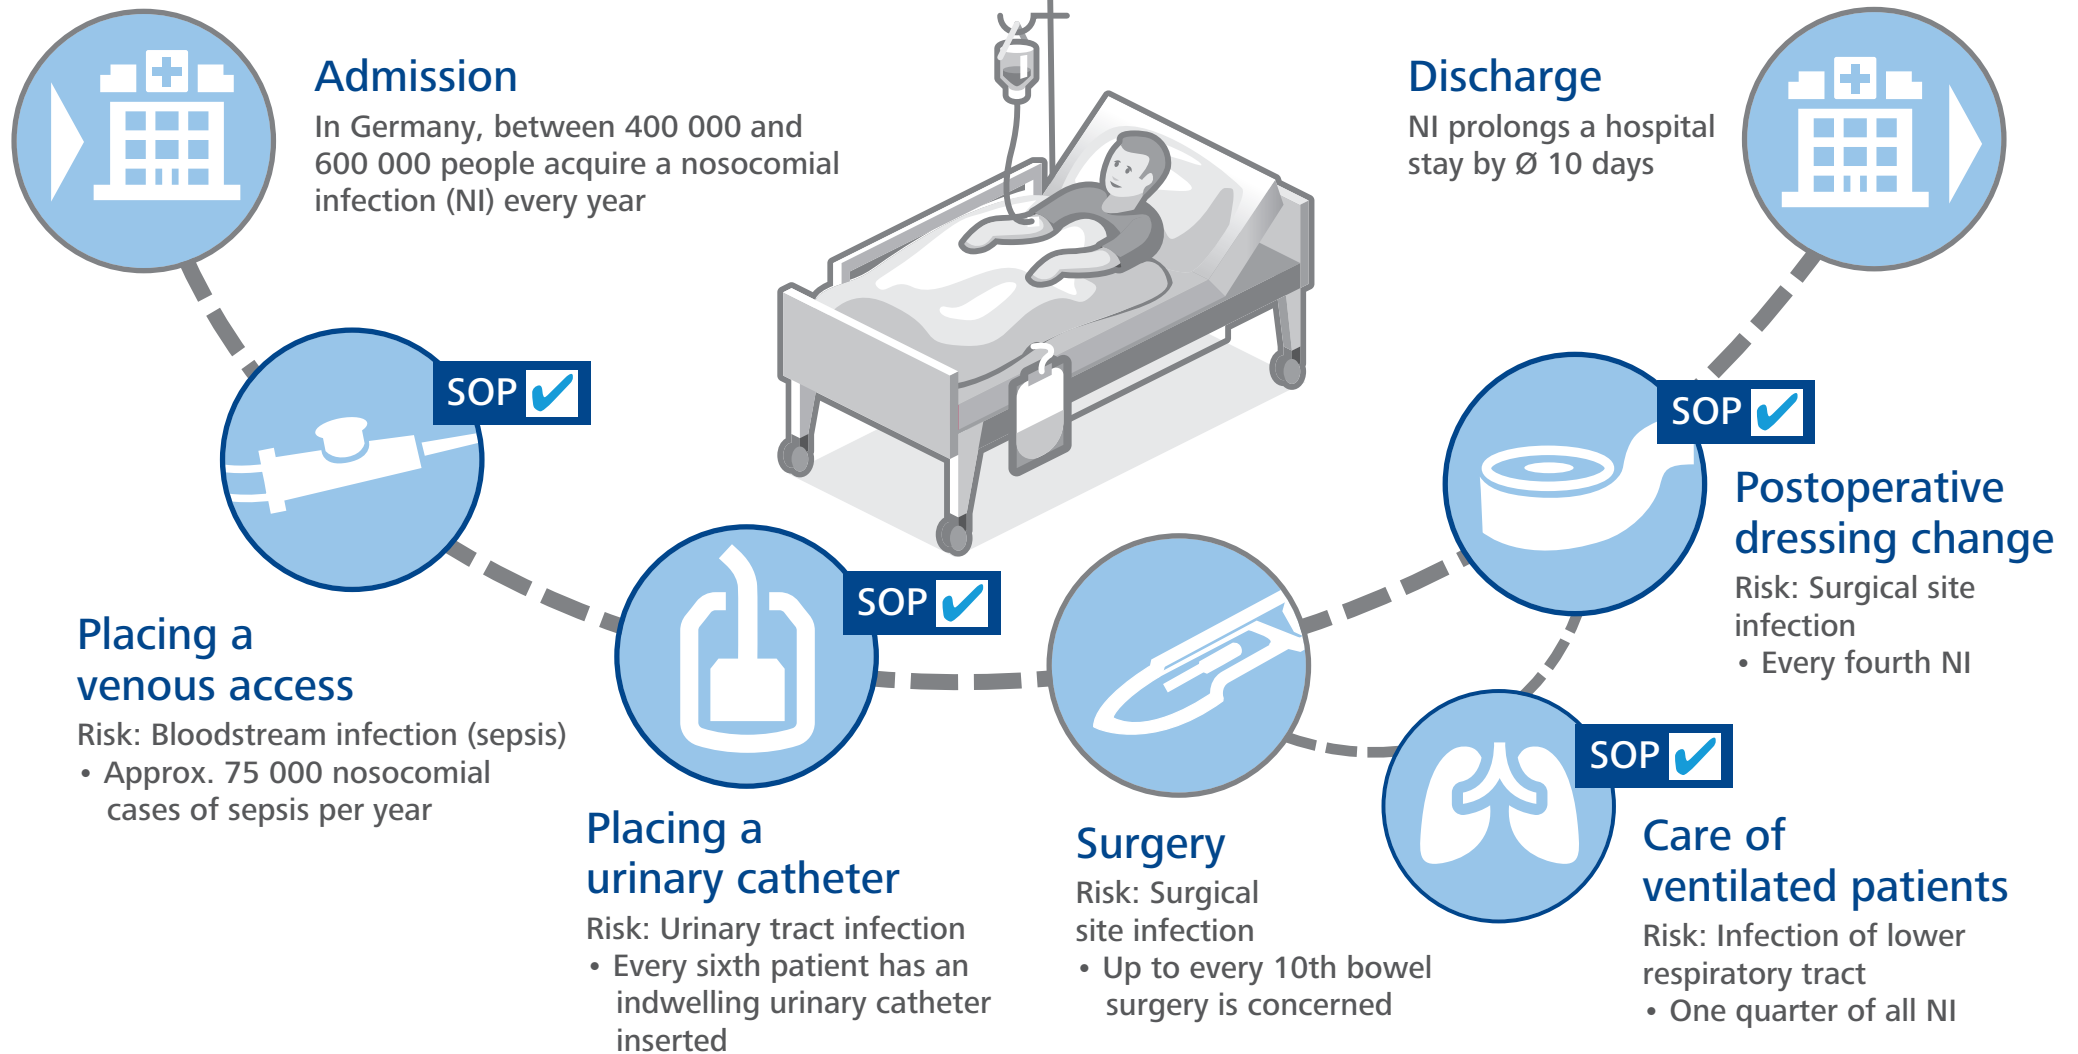 Admission
In Germany, between 400 000 and
600 000 people acquire a nosocomial
infection (NI) every year
Discharge
NI prolongs a hospital
stay by Ø 10 days
SOP
Placing a
venous access
Risk: Bloodstream infection (sepsis)
• Approx. 75 000 nosocomial
cases of sepsis per year
SOP
Placing a
urinary catheter
Risk: Urinary tract infection
• Every sixth patient has an
indwelling urinary catheter
inserted
Surgery
Risk: Surgical
site infection
• Up to every 10th bowel
surgery is concerned
SOP
Care of
ventilated patients
Risk: Infection of lower
respiratory tract
• One quarter of all NI
SOP
Postoperative
dressing change
Risk: Surgical site
infection
• Every fourth NI